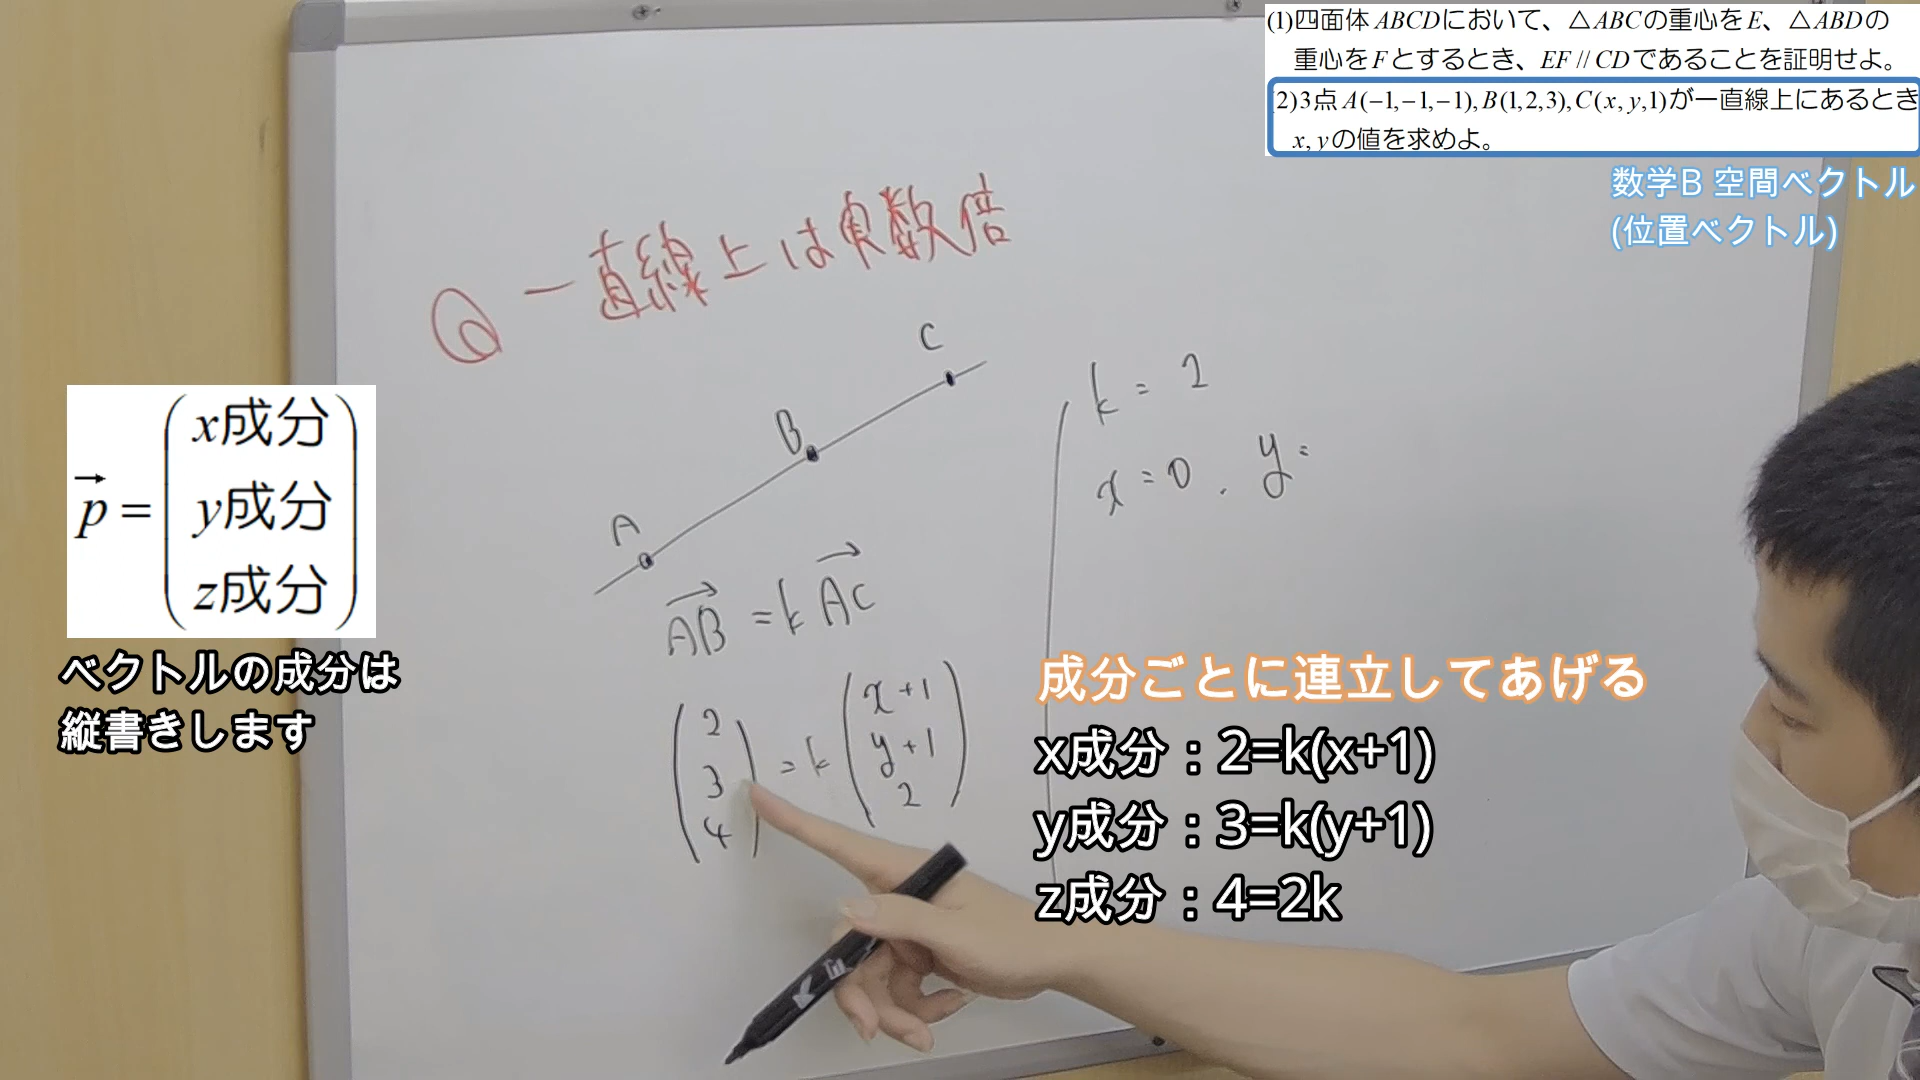 (1)四面体ABCDにおいて、△ABCの重心をE、△ABDの
重心をFとするとき、EF // CDであることを証明せよ。
2)3点A(−1,−1,−1), B(1,2,3), C(x, y,1)が一直線上にあるとき
x, yの値を求めよ。
数学B 空間ベクトル
(位置ベクトル)
Q 一直線上は実数倍
C
B
A
AB = k AC
2
3
4
= k
x+1
y+1
2
k = 2
x = 0 . y =
p =
x成分
y成分
z成分
ベクトルの成分は
縦書きします
成分ごとに連立してあげる
x成分：2=k(x+1)
y成分：3=k(y+1)
z成分：4=2k